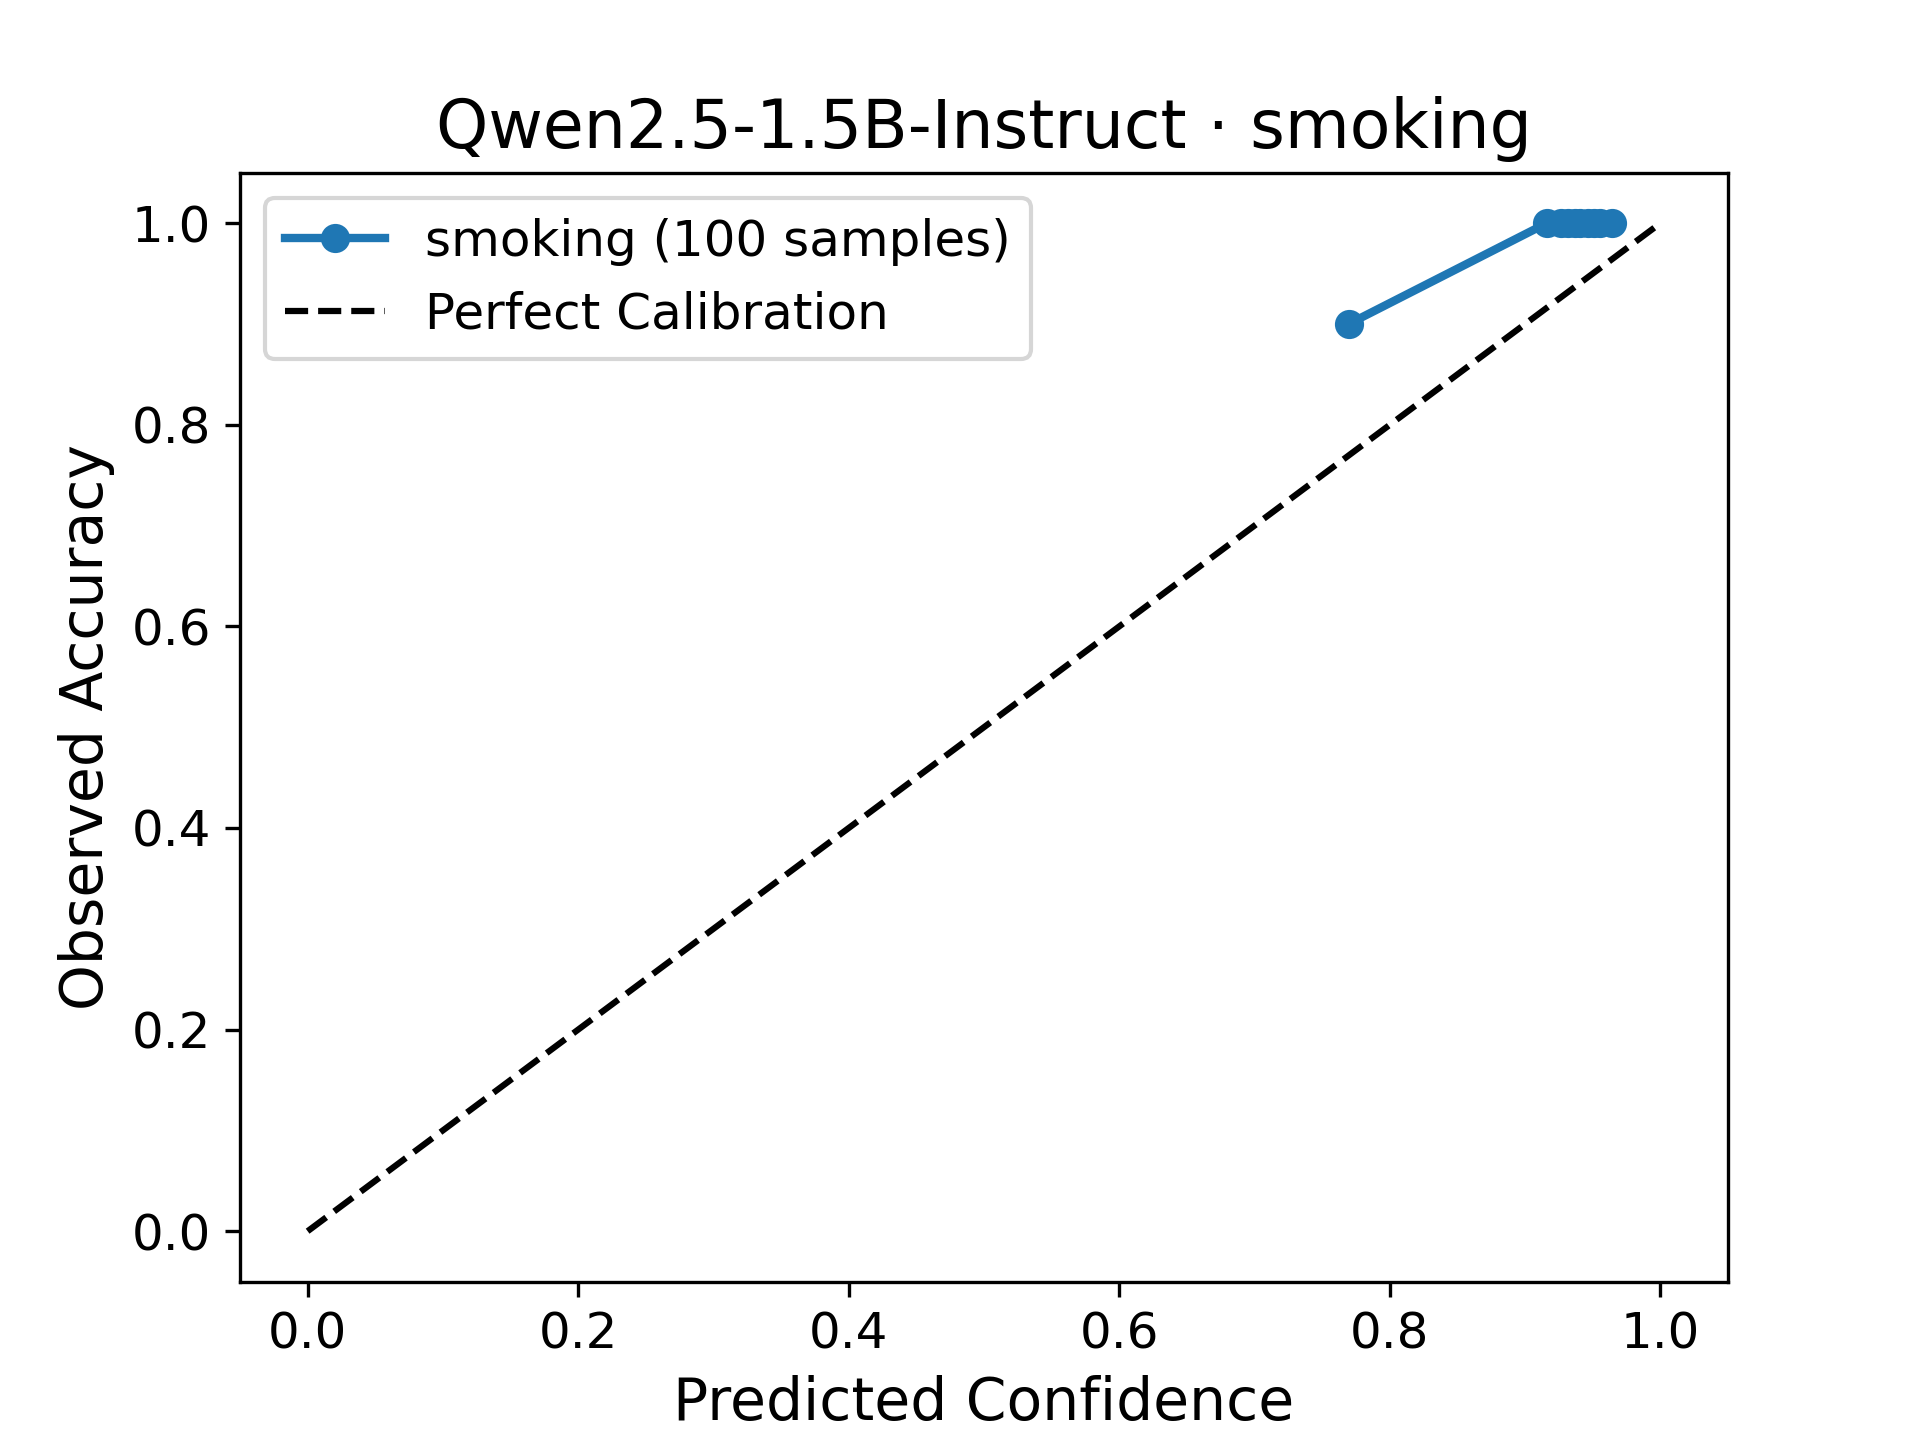 Qwen2.5-1.5B-Instruct · smoking
smoking (100 samples)
Perfect Calibration
Observed Accuracy
1.0
0.8
0.6
0.4
0.2
0.0
0.0 0.2 0.4 0.6 0.8 1.0
Predicted Confidence